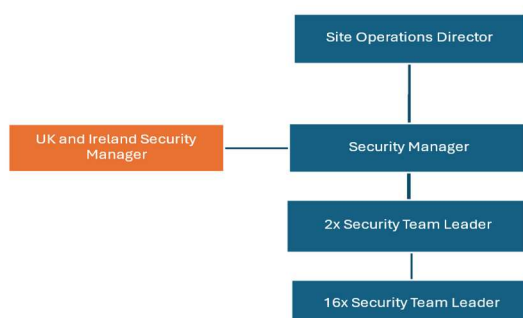 Site Operations Director
UK and Ireland Security
Manager
Security Manager
2x Security Team Leader
16x Security Team Leader